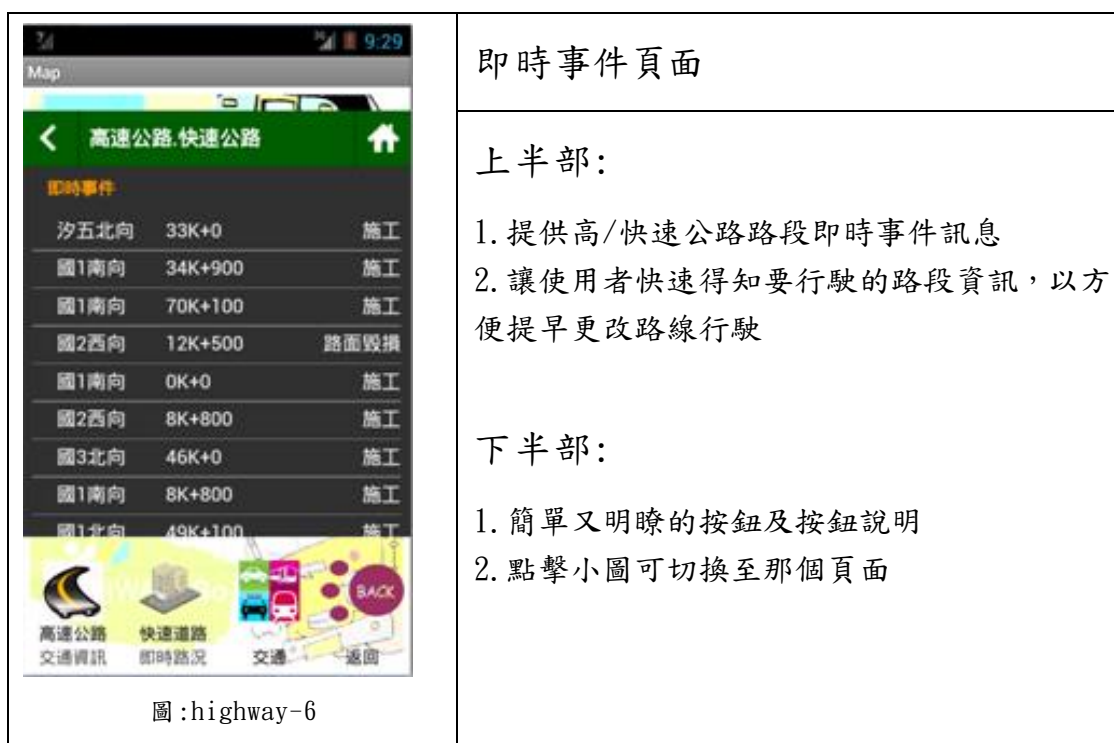 9:29
Map
高速公路.快速公路
即時事件
汐五北向 33K+0 施工
國1南向 34K+900 施工
國1南向 70K+100 施工
國2西向 12K+500 路面毀損
國1南向 0K+0 施工
國2西向 8K+800 施工
國3北向 46K+0 施工
國1南向 8K+800 施工
國1北向 49K+100 施工
BACK
高速公路 快速道路
交通資訊 即時路況 交通 返回
圖:highway-6
即時事件頁面
上半部:
1.提供高/快速公路路段即時事件訊息
2.讓使用者快速得知要行駛的路段資訊，以方
便提早更改路線行駛
下半部:
1.簡單又明瞭的按鈕及按鈕說明
2.點擊小圖可切換至那個頁面